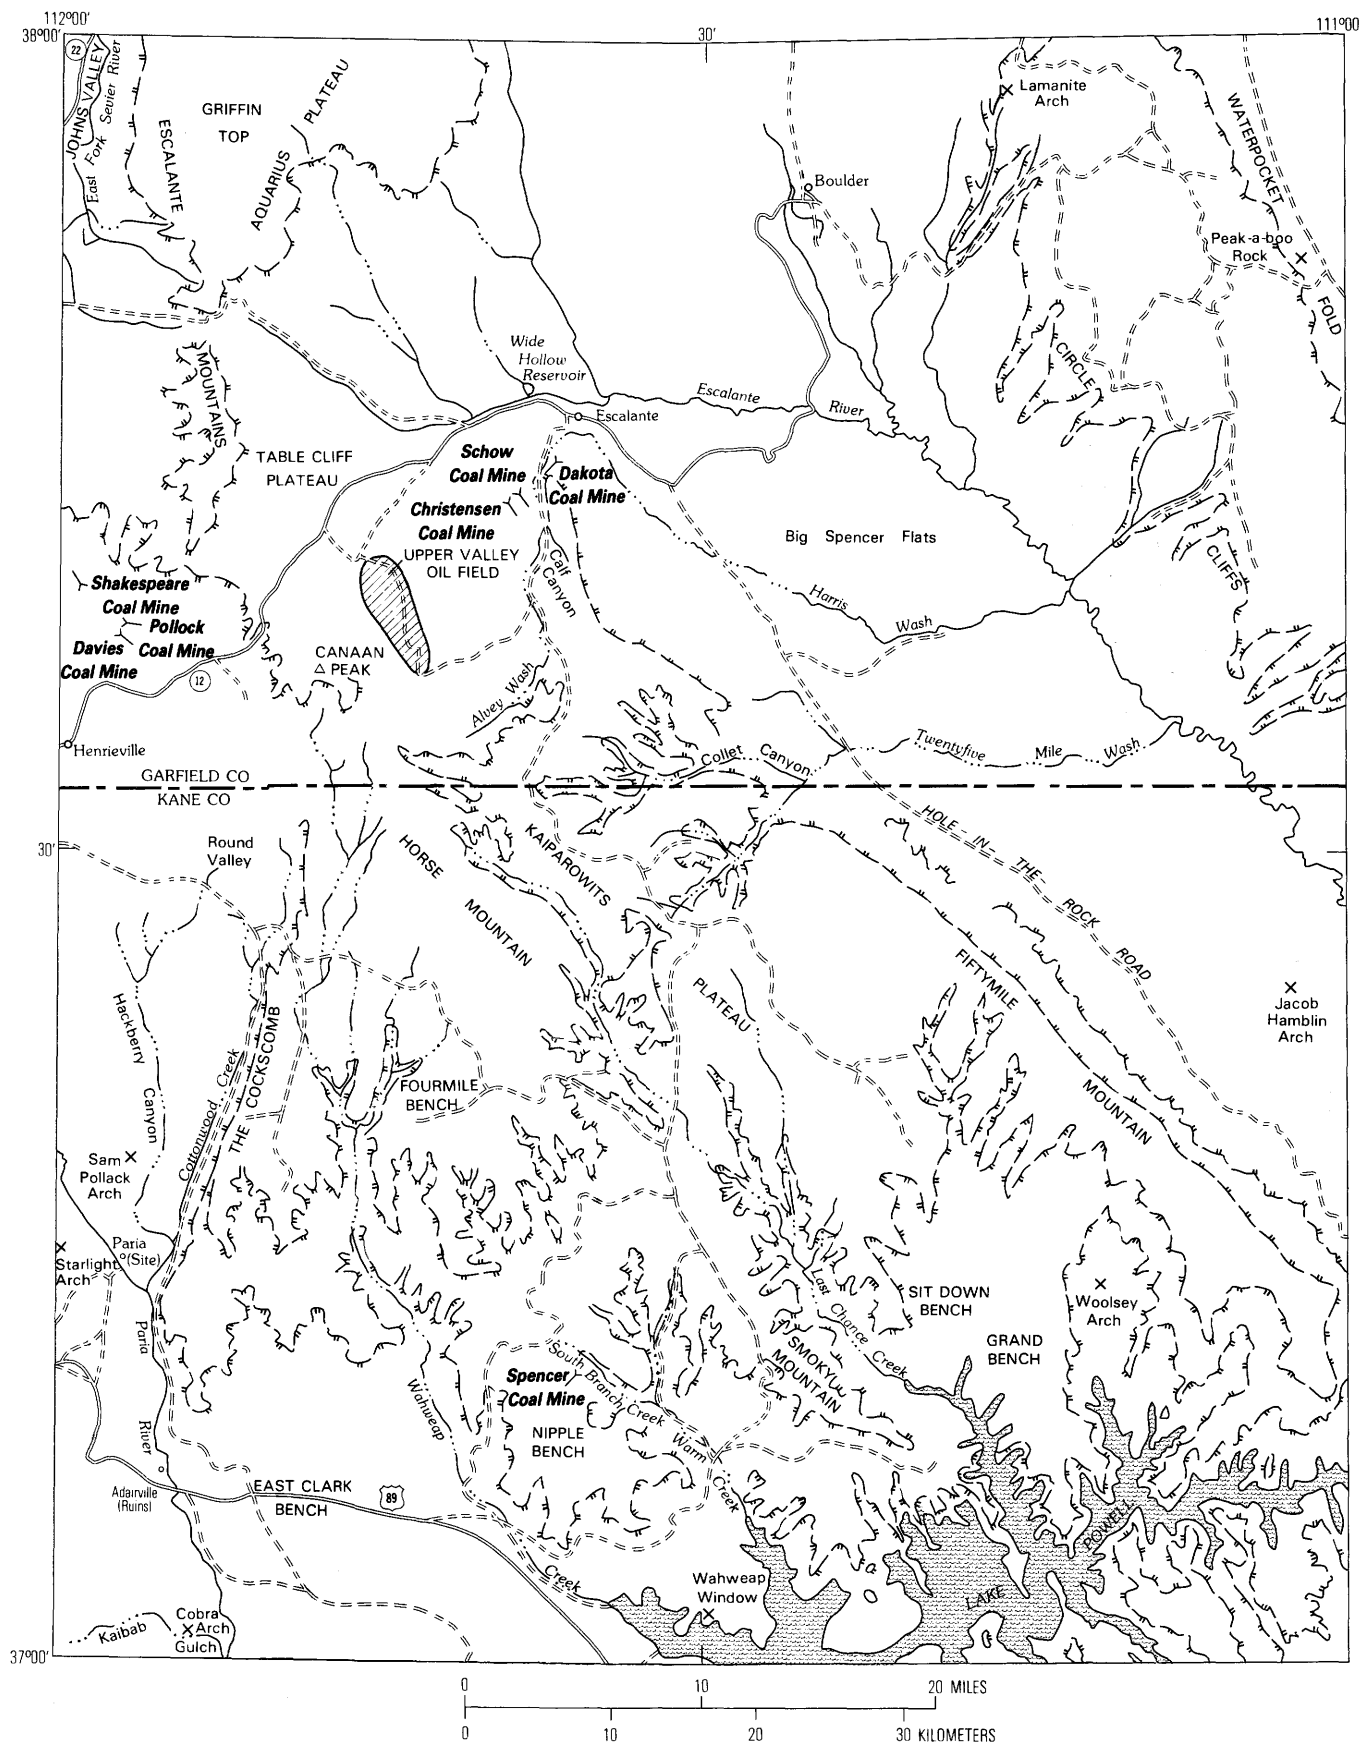 112°00'
30'
111°00'
38°00'
22
JOHNS VALLEY
East Fork Sevier River
ESCALANTE
MOUNTAINS
GRIFFIN
TOP
AQUARIUS PLATEAU
Lamanite
Arch
WATERPOCKET
FOLD
Boulder
Peak-a-boo
Rock
CIRCLE
CLIFFS
Wide
Hollow
Reservoir
Escalante
River
Escalante
TABLE CLIFF
PLATEAU
Schow
Coal Mine
Dakota
Coal Mine
Christensen
Coal Mine
UPPER VALLEY
OIL FIELD
Calf
Canyon
Big Spencer Flats
Harris
Wash
Shakespeare
Coal Mine
Pollock
Coal Mine
Davies
Coal Mine
12
CANAAN
PEAK
Alvey Wash
Henrieville
Collet Canyon
Twentyfive Mile Wash
GARFIELD CO
KANE CO
30'
Round
Valley
HORSE
MOUNTAIN
KAIPAROWITS
PLATEAU
HOLE-IN-THE-ROCK ROAD
FIFTYMILE
MOUNTAIN
Jacob
Hamblin
Arch
Hackberry
Canyon
Cottonwood Creek
THE COCKSCOMB
FOURMILE
BENCH
Sam
Pollack
Arch
Paria
(Site)
Starlight
Arch
Paria
River
Last Chance Creek
SIT DOWN
BENCH
Woolsey
Arch
GRAND
BENCH
SMOKY
MOUNTAIN
Wahweap
Creek
South Branch Creek
Spencer
Coal Mine
NIPPLE
BENCH
Warm
Creek
Adairville
(Ruins)
EAST CLARK
BENCH
89
LAKE POWELL
Wahweap
Window
Kaibab
Gulch
Cobra
Arch
37°00'
0 10 20 MILES
0 10 20 30 KILOMETERS